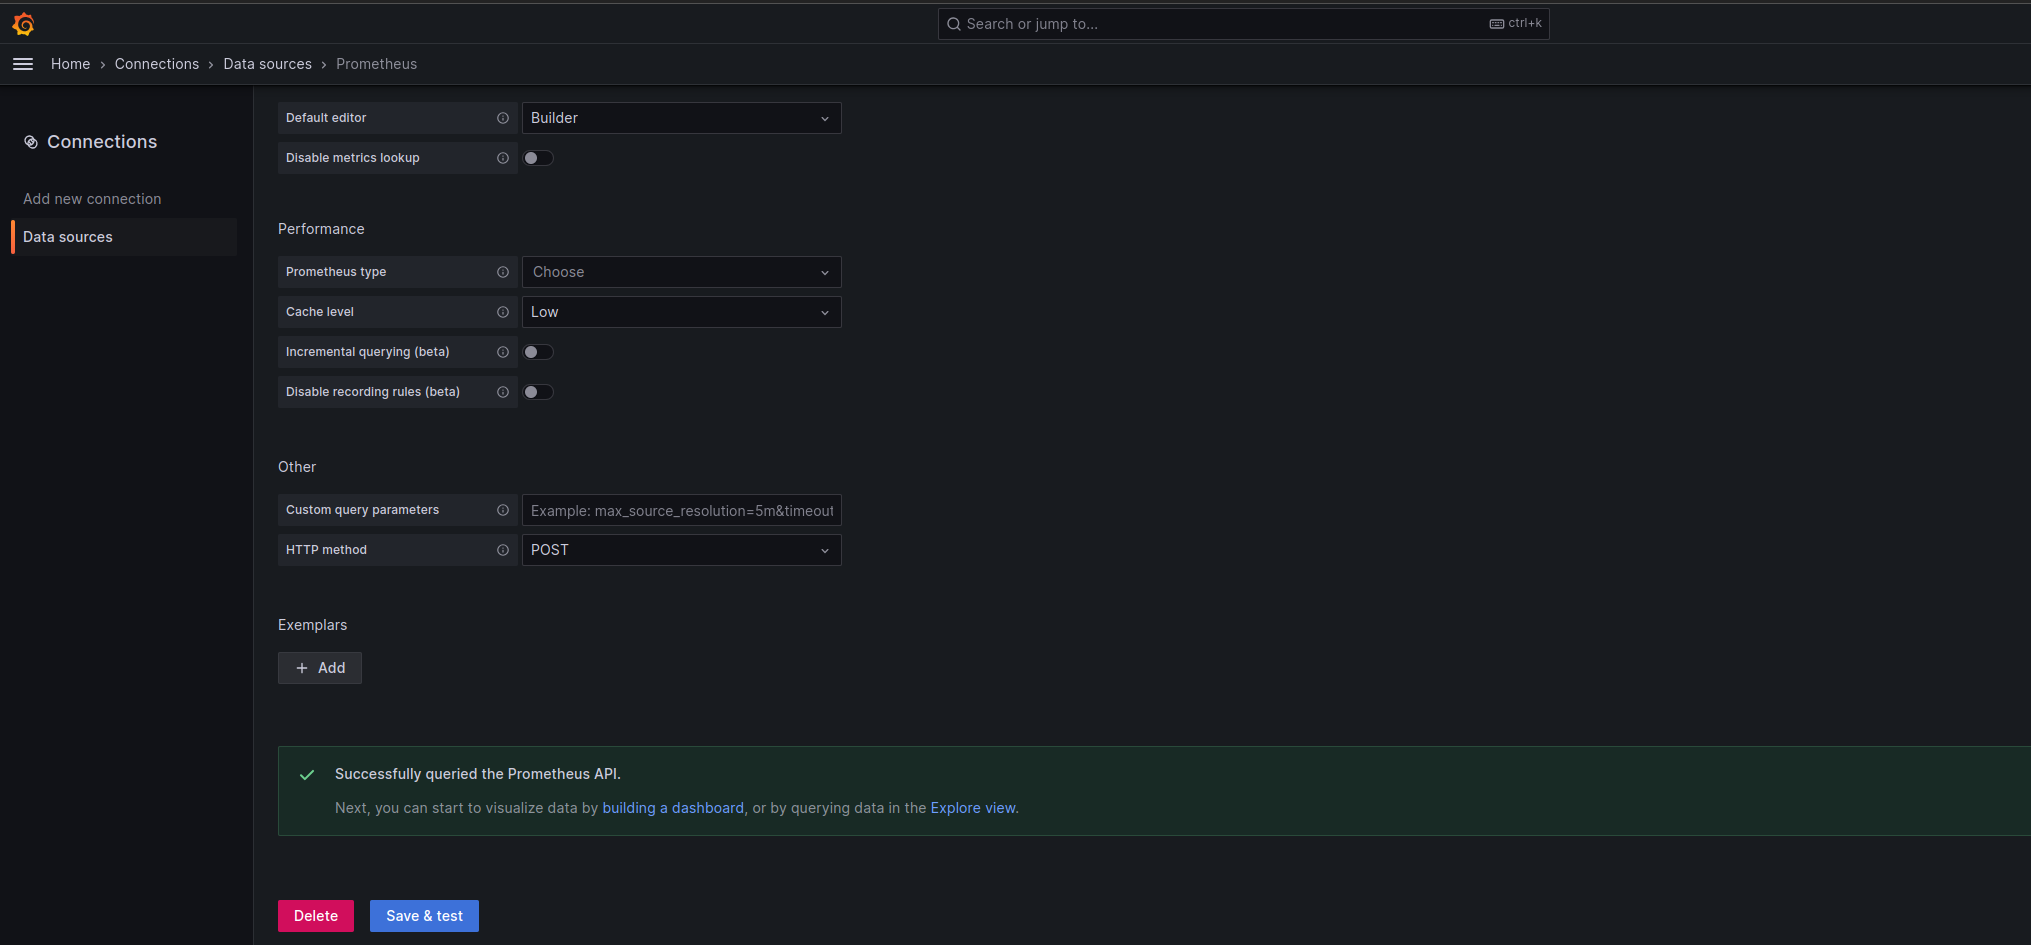 Search or jump to...
ctrl+k
Home › Connections › Data sources › Prometheus
Connections
Add new connection
Data sources
Default editor
Builder
Disable metrics lookup
Performance
Prometheus type
Choose
Cache level
Low
Incremental querying (beta)
Disable recording rules (beta)
Other
Custom query parameters
Example: max_source_resolution=5m&timeout
HTTP method
POST
Exemplars
+ Add
Successfully queried the Prometheus API.
Next, you can start to visualize data by building a dashboard, or by querying data in the Explore view.
Delete
Save & test